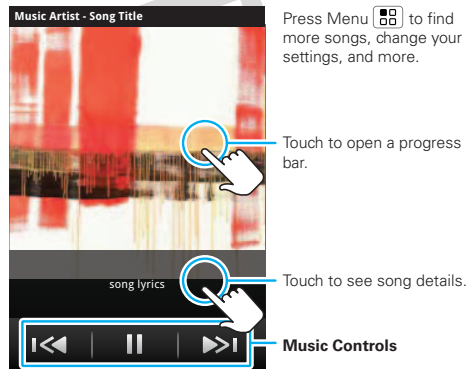 Music Artist - Song Title
Press Menu to find
more songs, change your
settings, and more.
Touch to open a progress
bar.
song lyrics
Touch to see song details.
Music Controls